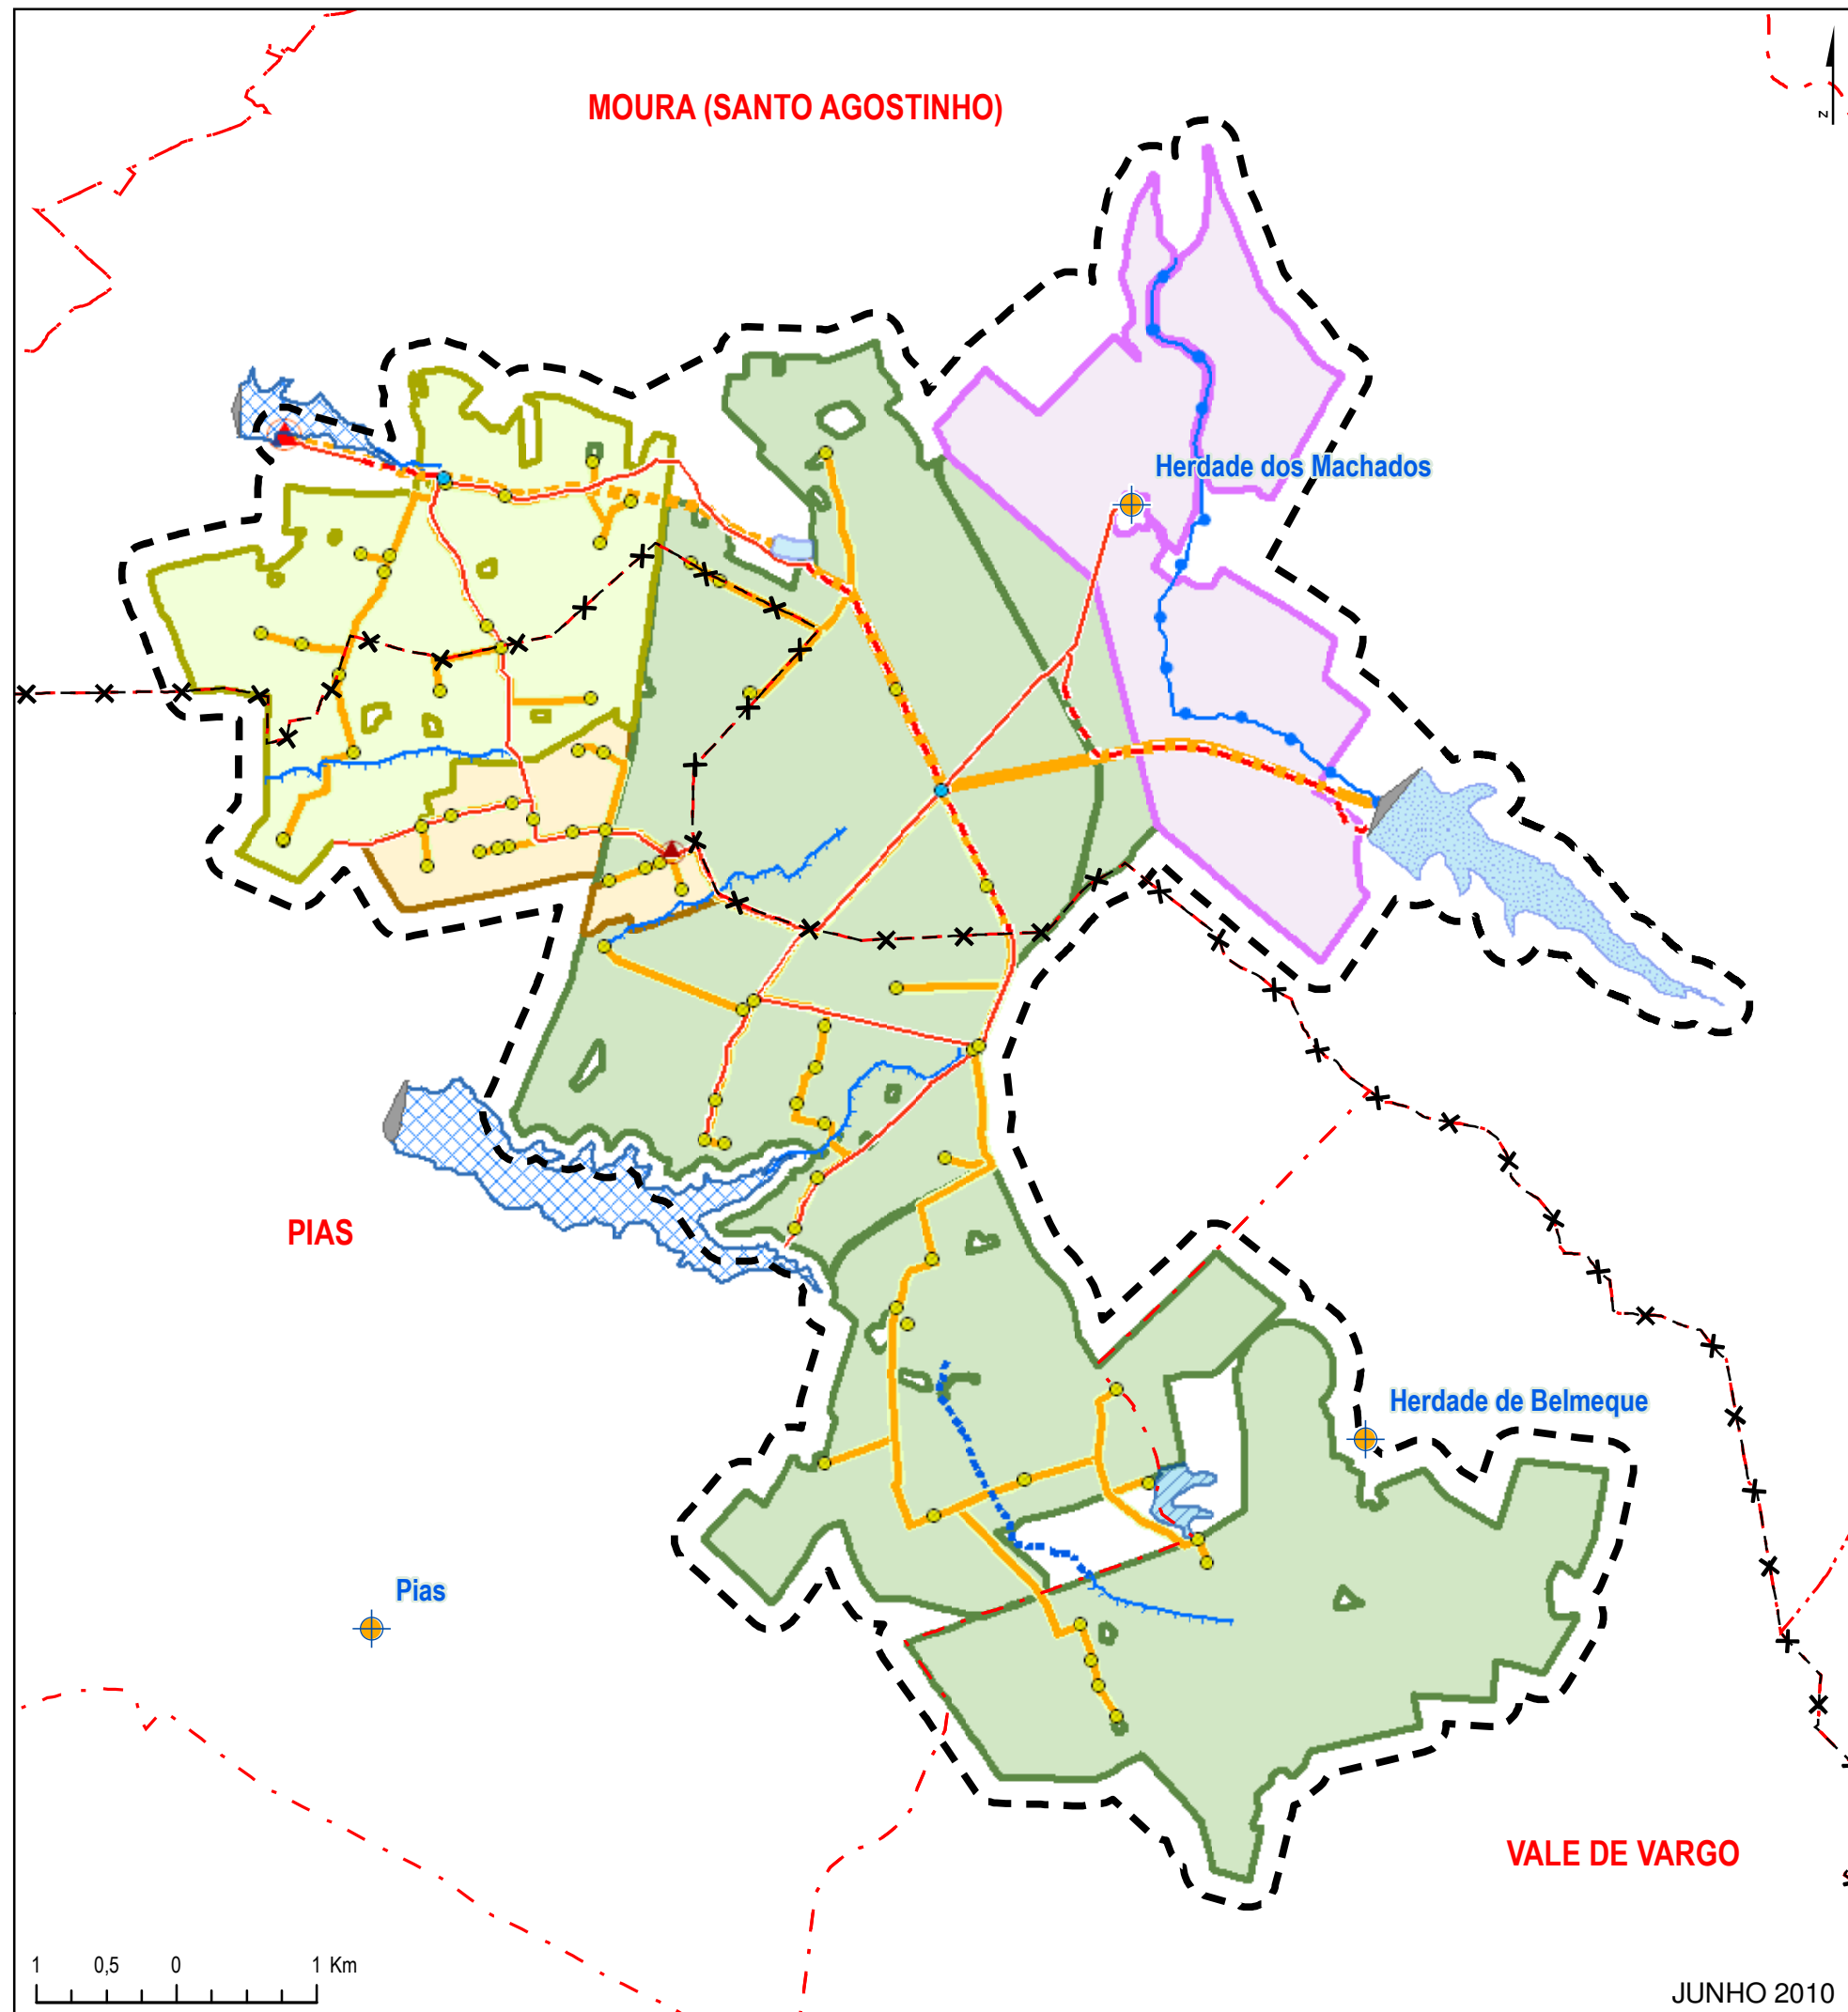 MOURA (SANTO AGOSTINHO)
z
Herdade dos Machados
PIAS
Herdade de Belmeque
Pias
VALE DE VARGO
1 0,5 0 1 Km
JUNHO 2010